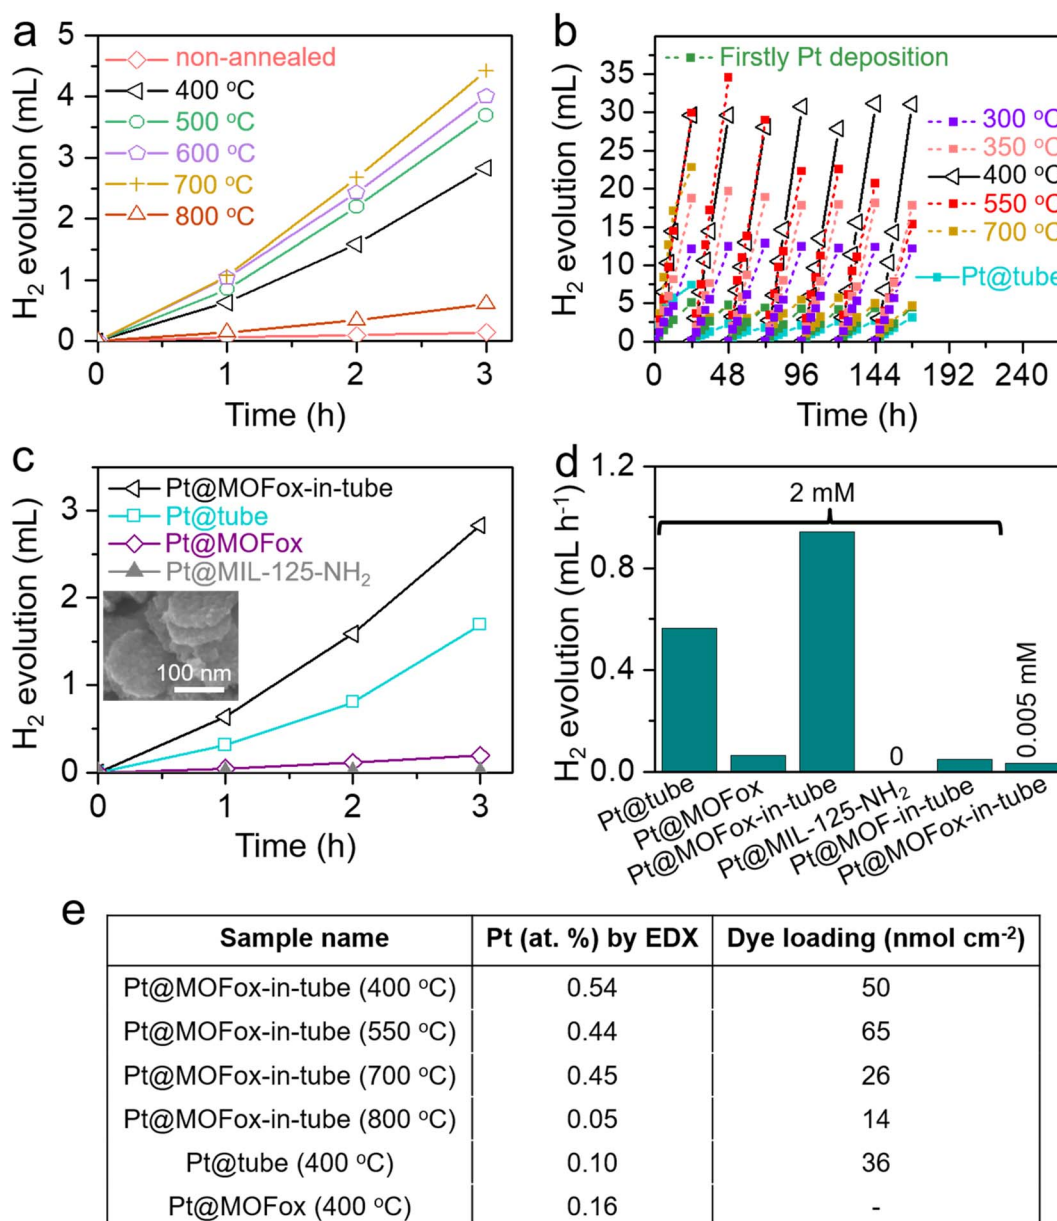 a
H₂ evolution (mL)
5
4
3
2
1
0
non-annealed
400 °C
500 °C
600 °C
700 °C
800 °C
0 1 2 3
Time (h)
b
H₂ evolution (mL)
35
30
25
20
15
10
5
0
Firstly Pt deposition
300 °C
350 °C
400 °C
550 °C
700 °C
Pt@tube
0 48 96 144 192 240
Time (h)
c
H₂ evolution (mL)
3
2
1
0
Pt@MOFox-in-tube
Pt@tube
Pt@MOFox
Pt@MIL-125-NH₂
100 nm
0 1 2 3
Time (h)
d
H₂ evolution (mL h⁻¹)
1.2
0.8
0.4
0.0
2 mM
0
0.005 mM
Pt@tube
Pt@MOFox
Pt@MOFox-in-tube
Pt@MIL-125-NH₂
Pt@MOF-in-tube
Pt@MOFox-in-tube
e
Sample name Pt (at. %) by EDX Dye loading (nmol cm⁻²)
Pt@MOFox-in-tube (400 °C) 0.54 50
Pt@MOFox-in-tube (550 °C) 0.44 65
Pt@MOFox-in-tube (700 °C) 0.45 26
Pt@MOFox-in-tube (800 °C) 0.05 14
Pt@tube (400 °C) 0.10 36
Pt@MOFox (400 °C) 0.16 -